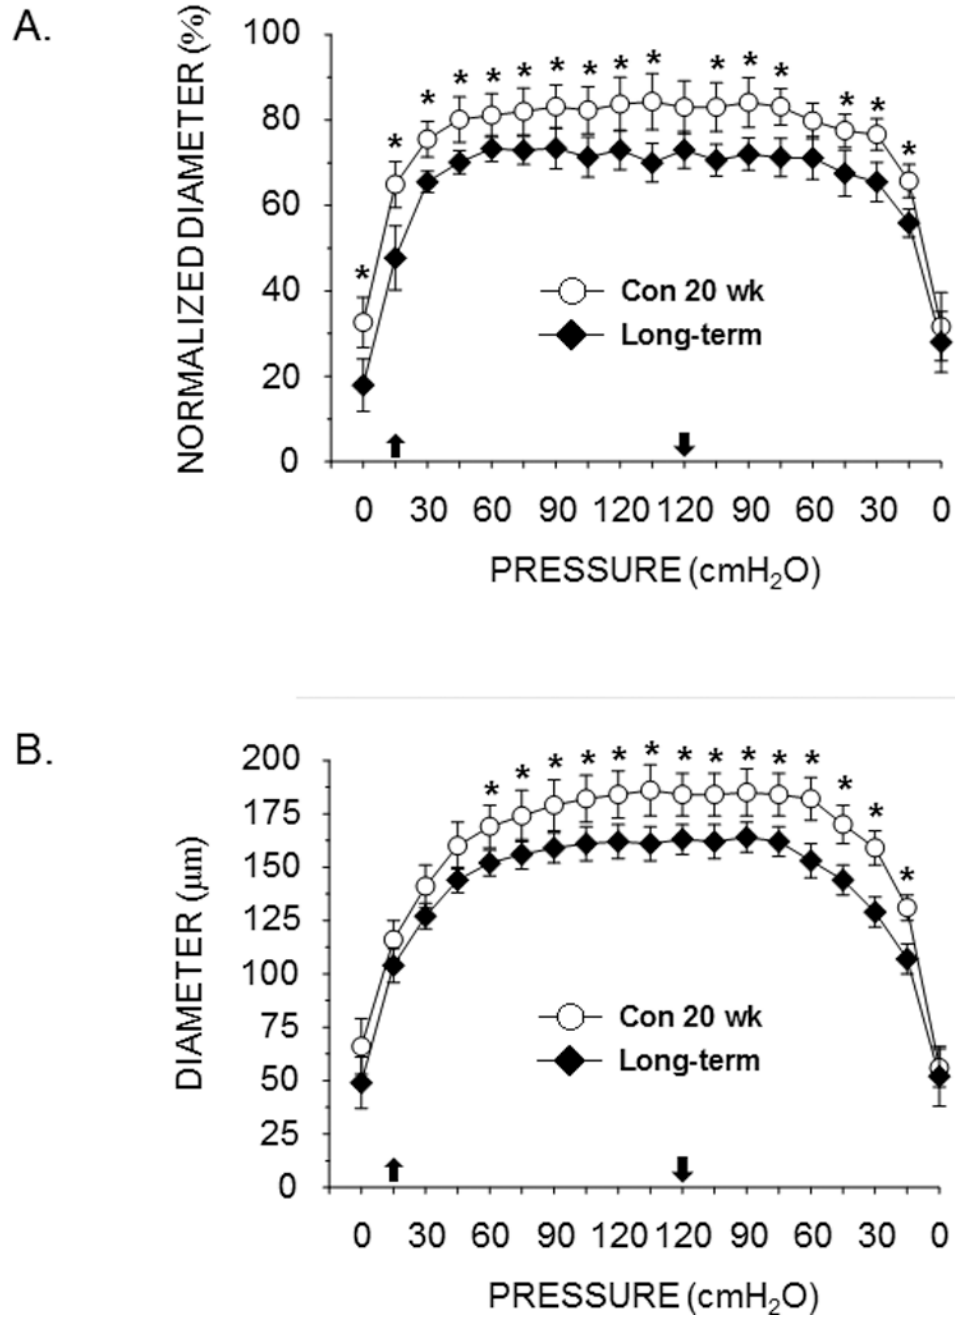 A.
NORMALIZED DIAMETER (%)
100
80
60
40
20
0
* * * * * * * * * * * * * * * *
Con 20 wk
Long-term
0 30 60 90 120 120 90 60 30 0
PRESSURE (cmH₂O)
B.
DIAMETER (μm)
200
175
150
125
100
75
50
25
0
* * * * * * * * * * * * * *
Con 20 wk
Long-term
0 30 60 90 120 120 90 60 30 0
PRESSURE (cmH₂O)